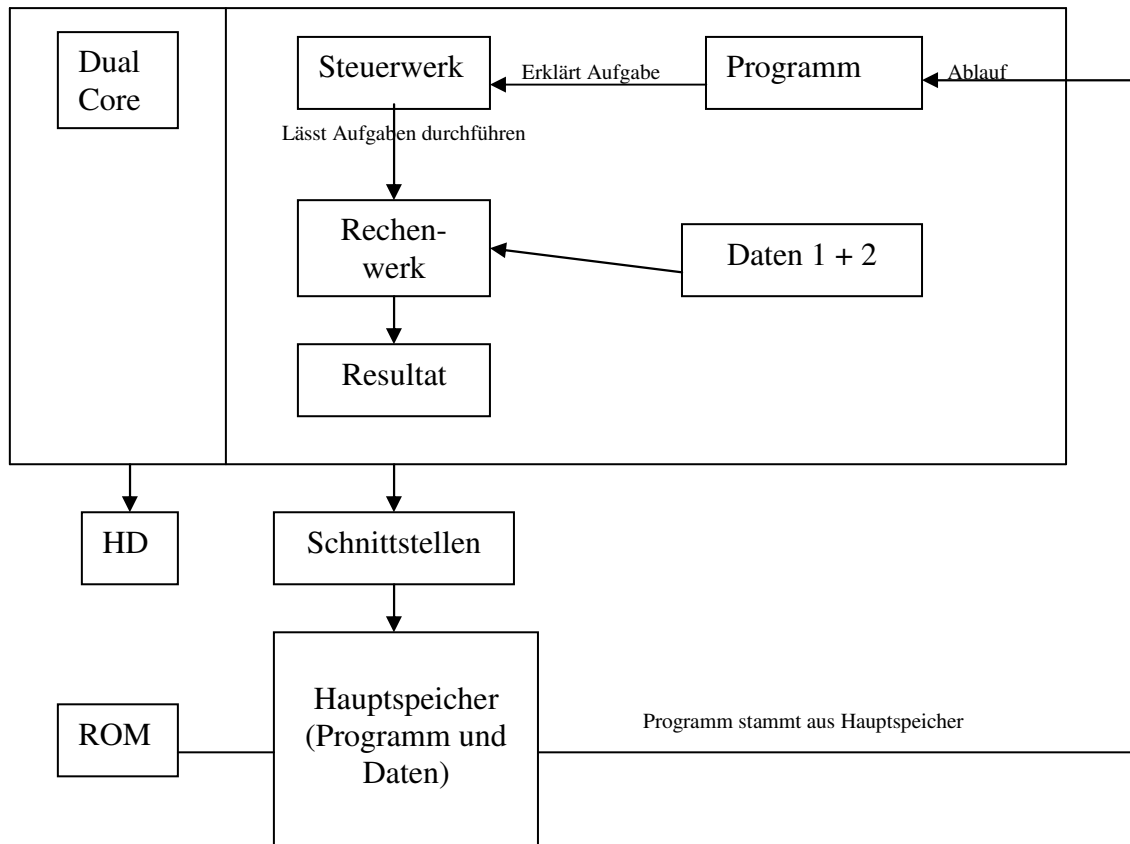 Dual
Core
Steuerwerk
Erklärt Aufgabe
Programm
Ablauf
Lässt Aufgaben durchführen
Rechen-
werk
Daten 1 + 2
Resultat
HD
Schnittstellen
ROM
Hauptspeicher
(Programm und
Daten)
Programm stammt aus Hauptspeicher